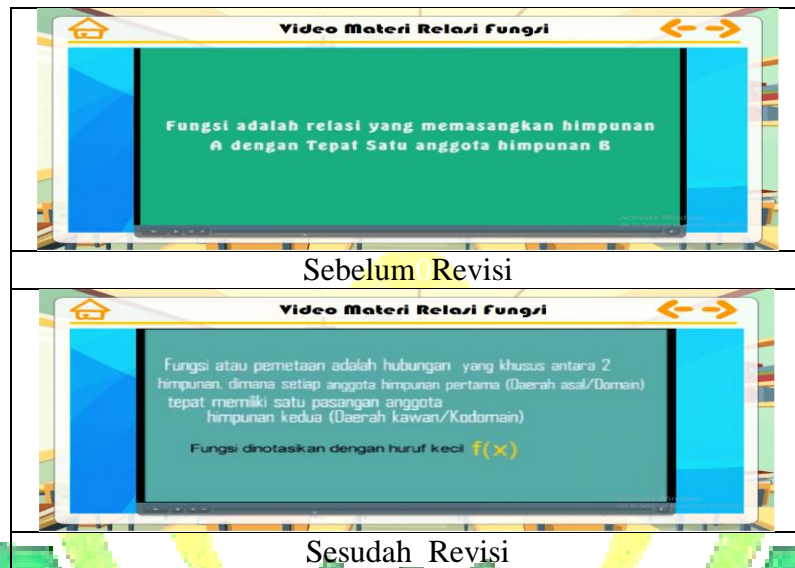 Video Materi Relasi Fungsi
Fungsi adalah relasi yang memasangkan himpunan
A dengan Tepat Satu anggota himpunan B
Activate Windows
Sebelum Revisi
Video Materi Relasi Fungsi
Fungsi atau pemetaan adalah hubungan yang khusus antara 2
himpunan, dimana setiap anggota himpunan pertama (Daerah asal/Domain)
tepat memiliki satu pasangan anggota
himpunan kedua (Daerah kawan/Kodomain)
Fungsi dinotasikan dengan huruf kecil f(x)
Sesudah Revisi